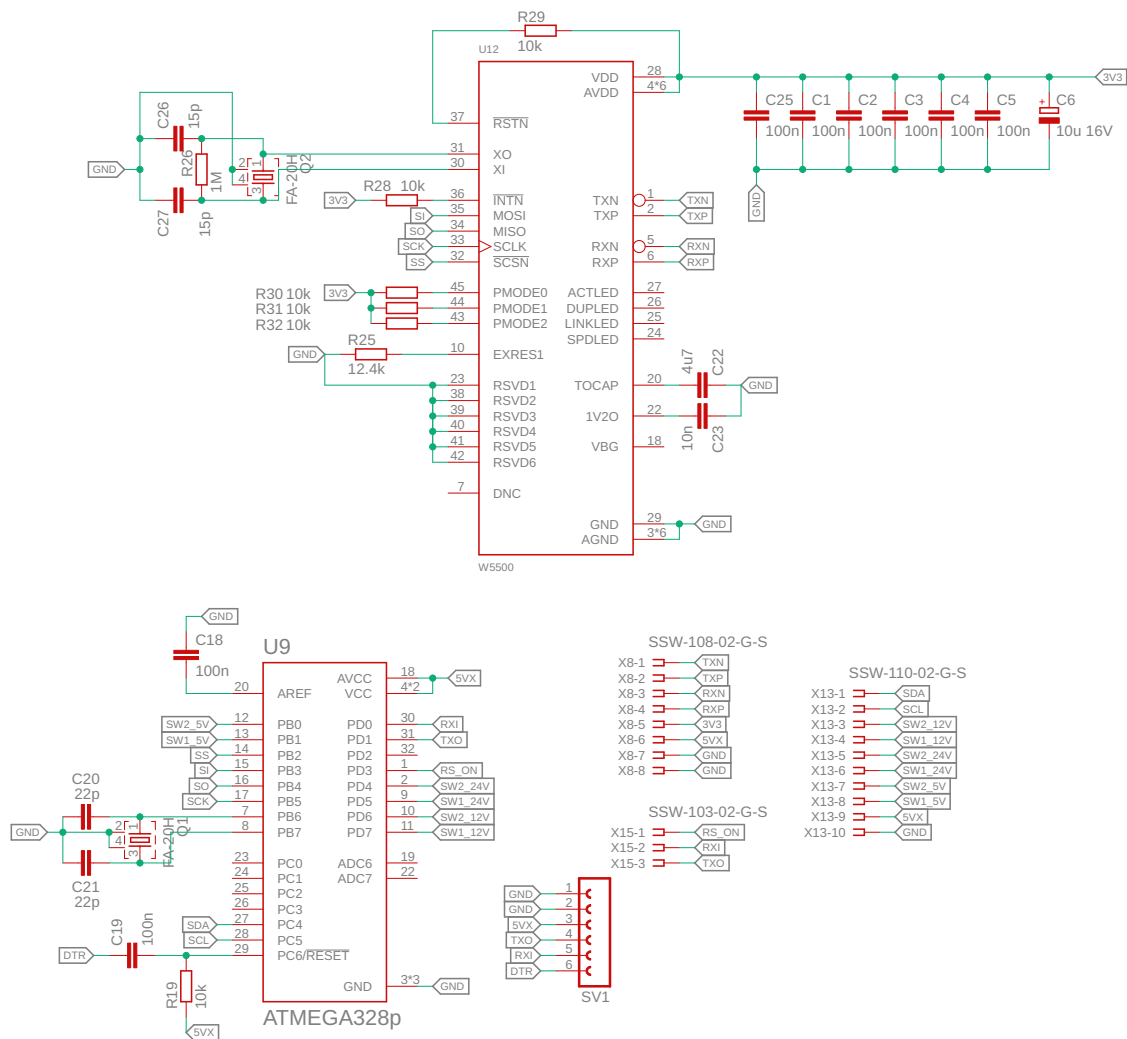 R29
10k
U12
28 VDD
4*6 AVDD
3V3
C25 100n
C1 100n
C2 100n
C3 100n
C4 100n
C5 100n
C6 10u 16V
+
GND
C26 15p
R26 1M
C27 15p
GND
1
2
4
3
FA-20H
Q2
37 RSTN
31 XO
30 XI
3V3 R28 10k 36 INTN
SI 35 MOSI
SO 34 MISO
SCK 33 SCLK
SS 32 SCSN
TXN 1 TXN
TXP 2 TXP
RXN 5 RXN
RXP 6 RXP
3V3
R30 10k 45 PMODE0
R31 10k 44 PMODE1
R32 10k 43 PMODE2
ACTLED 27
DUPLED 26
LINKLED 25
SPDLED 24
GND R25 12.4k 10 EXRES1
23 RSVD1
38 RSVD2
39 RSVD3
40 RSVD4
41 RSVD5
42 RSVD6
7 DNC
TOCAP 20 4u7 C22 GND
1V2O 22 10n C23
VBG 18
GND 29 GND
AGND 3*6
W5500
GND
C18
100n
U9
20 AREF
AVCC 18 5VX
VCC 4*2
SW2_5V 12 PB0
SW1_5V 13 PB1
SS 14 PB2
SI 15 PB3
SO 16 PB4
SCK 17 PB5
7 PB6
8 PB7
PD0 30 RXI
PD1 31 TXO
PD2 32
PD3 1 RS_ON
PD4 2 SW2_24V
PD5 9 SW1_24V
PD6 10 SW2_12V
PD7 11 SW1_12V
C20
22p
GND
C21
22p
1
2
4
3
FA-20H
Q1
23 PC0
24 PC1
25 PC2
26 PC3
SDA 27 PC4
SCL 28 PC5
29 PC6/RESET
ADC6 19
ADC7 22
DTR
C19 100n
R19 10k
5VX
GND 3*3 GND
ATMEGA328p
SSW-108-02-G-S
X8-1 TXN
X8-2 TXP
X8-3 RXN
X8-4 RXP
X8-5 3V3
X8-6 5VX
X8-7 GND
X8-8 GND
SSW-103-02-G-S
X15-1 RS_ON
X15-2 RXI
X15-3 TXO
SSW-110-02-G-S
X13-1 SDA
X13-2 SCL
X13-3 SW2_12V
X13-4 SW1_12V
X13-5 SW2_24V
X13-6 SW1_24V
X13-7 SW2_5V
X13-8 SW1_5V
X13-9 5VX
X13-10 GND
GND 1
GND 2
5VX 3
TXO 4
RXI 5
DTR 6
SV1